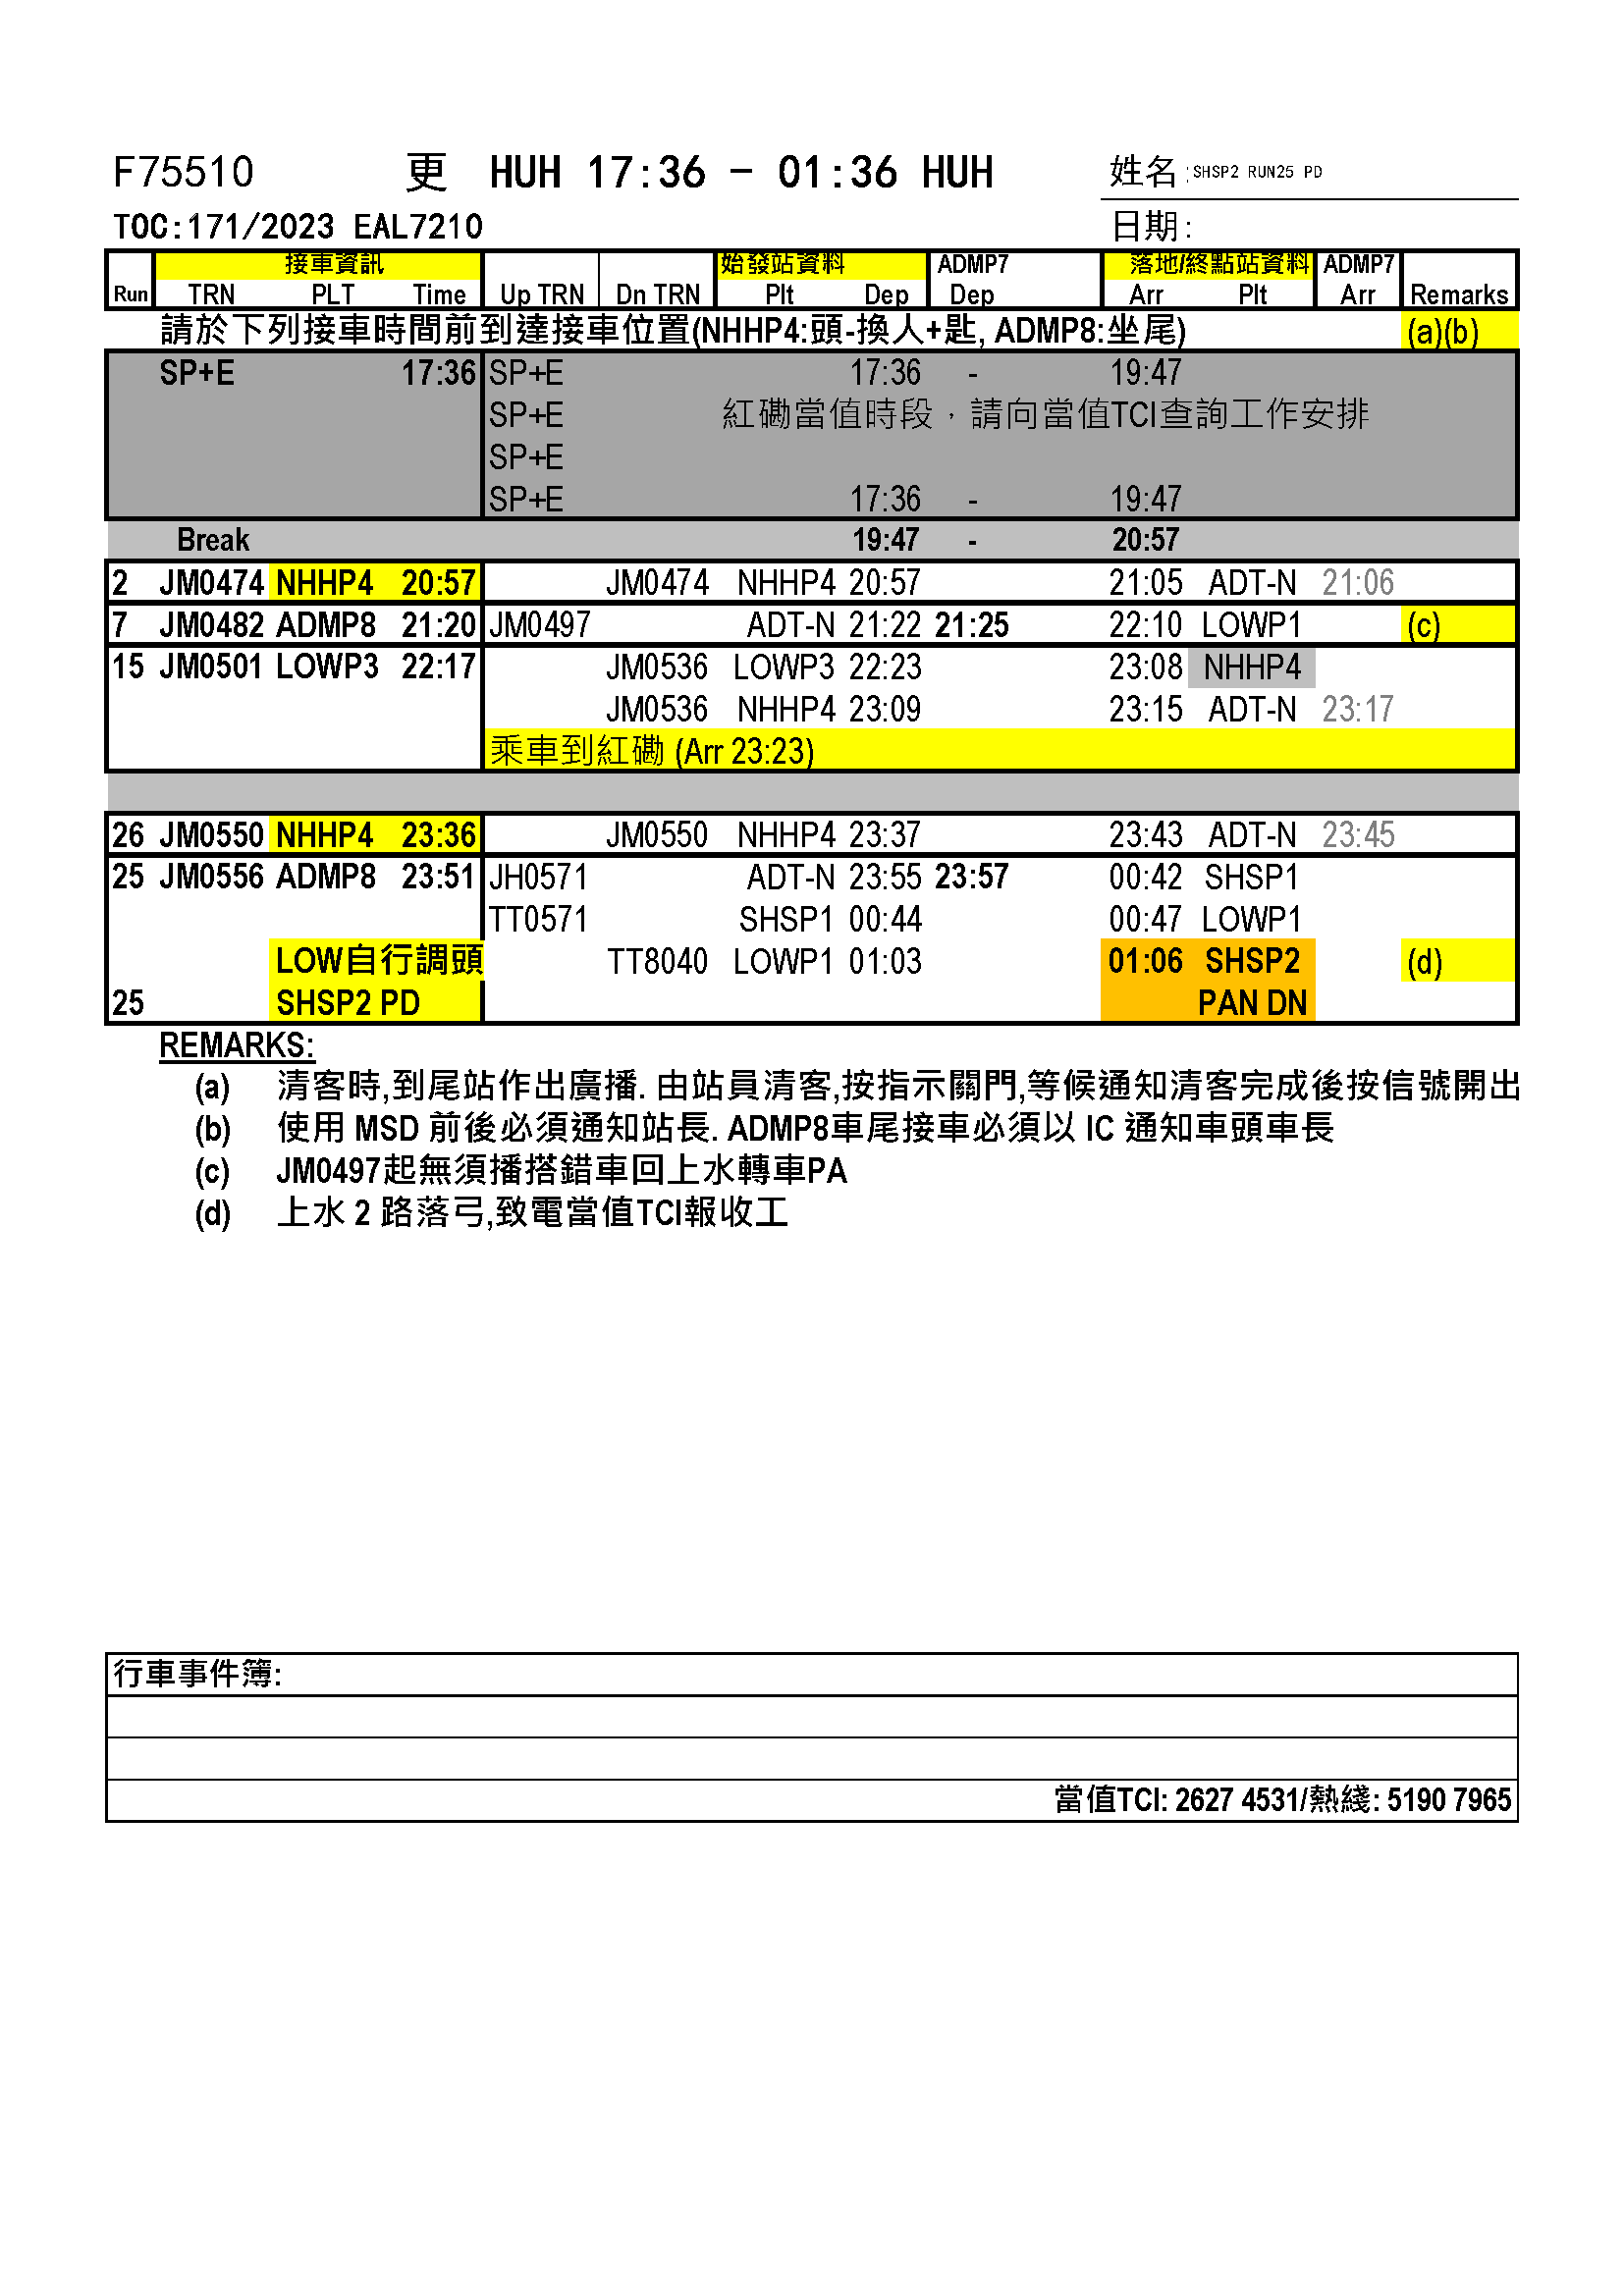 F75510 更 HUH 17:36 - 01:36 HUH 姓名:SHSP2 RUN25 PD
TOC:171/2023 EAL7210 日期:
接車資訊 始發站資料 ADMP7 落地/終點站資料 ADMP7
Run TRN PLT Time Up TRN Dn TRN Plt Dep Dep Arr Plt Arr Remarks
請於下列接車時間前到達接車位置(NHHP4:頭-換人+匙, ADMP8:坐尾) (a)(b)
SP+E 17:36 SP+E 17:36 - 19:47
SP+E 紅磡當值時段，請向當值TCI查詢工作安排
SP+E
SP+E 17:36 - 19:47
Break 19:47 - 20:57
2 JM0474 NHHP4 20:57 JM0474 NHHP4 20:57 21:05 ADT-N 21:06
7 JM0482 ADMP8 21:20 JM0497 ADT-N 21:22 21:25 22:10 LOWP1 (c)
15 JM0501 LOWP3 22:17 JM0536 LOWP3 22:23 23:08 NHHP4
JM0536 NHHP4 23:09 23:15 ADT-N 23:17
乘車到紅磡 (Arr 23:23)
26 JM0550 NHHP4 23:36 JM0550 NHHP4 23:37 23:43 ADT-N 23:45
25 JM0556 ADMP8 23:51 JH0571 ADT-N 23:55 23:57 00:42 SHSP1
TT0571 SHSP1 00:44 00:47 LOWP1
LOW自行調頭 TT8040 LOWP1 01:03 01:06 SHSP2 (d)
25 SHSP2 PD PAN DN
REMARKS:
(a) 清客時,到尾站作出廣播. 由站員清客,按指示關門,等候通知清客完成後按信號開出
(b) 使用 MSD 前後必須通知站長. ADMP8車尾接車必須以 IC 通知車頭車長
(c) JM0497起無須播搭錯車回上水轉車PA
(d) 上水 2 路落弓,致電當值TCI報收工
行車事件簿:
當值TCI: 2627 4531/熱綫: 5190 7965